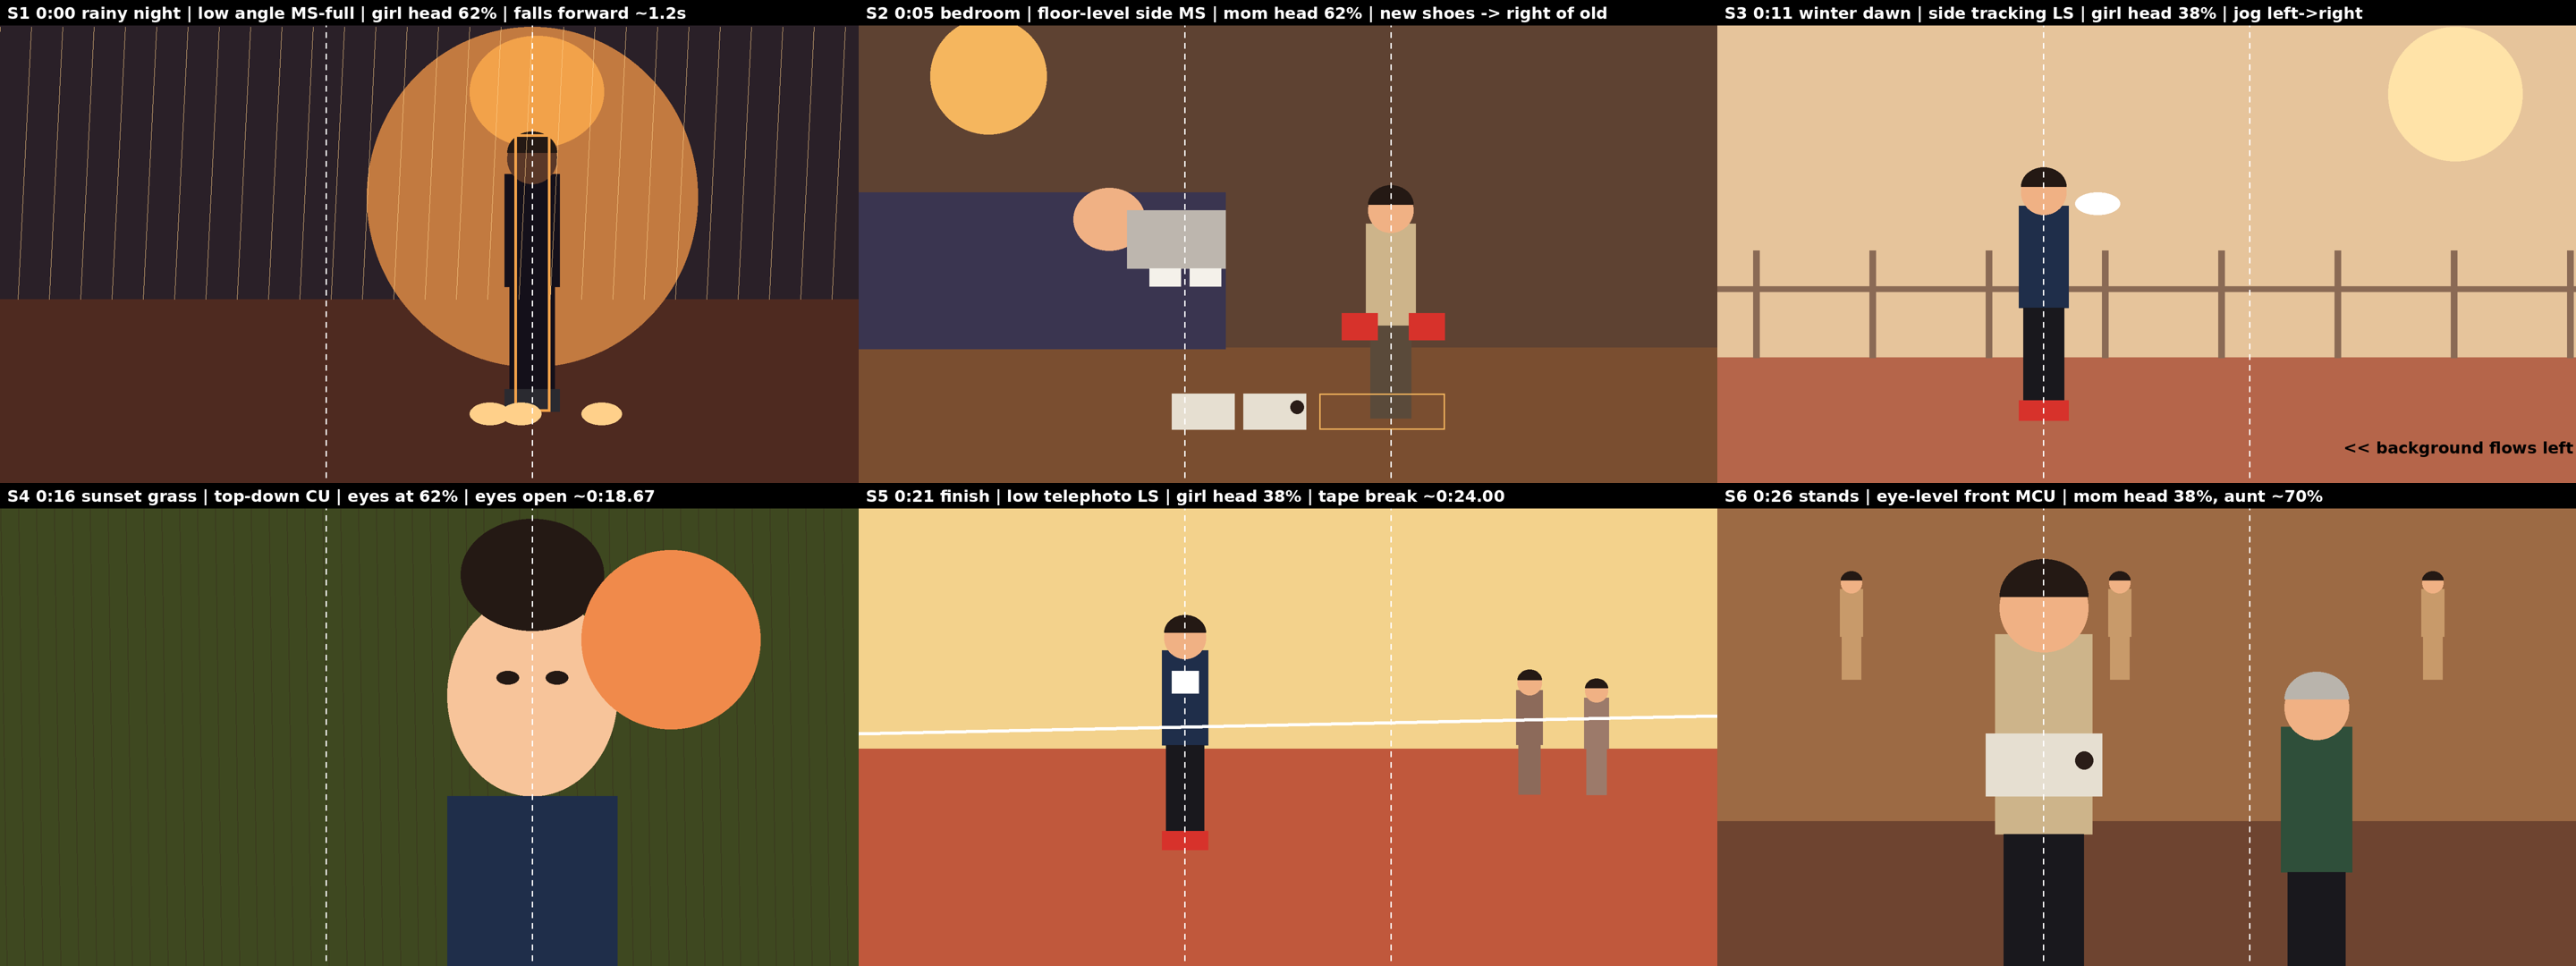 S1 0:00 rainy night | low angle MS-full | girl head 62% | falls forward ~1.2s
S2 0:05 bedroom | floor-level side MS | mom head 62% | new shoes -> right of old
S3 0:11 winter dawn | side tracking LS | girl head 38% | jog left->right
<< background flows left
S4 0:16 sunset grass | top-down CU | eyes at 62% | eyes open ~0:18.67
S5 0:21 finish | low telephoto LS | girl head 38% | tape break ~0:24.00
S6 0:26 stands | eye-level front MCU | mom head 38%, aunt ~70%